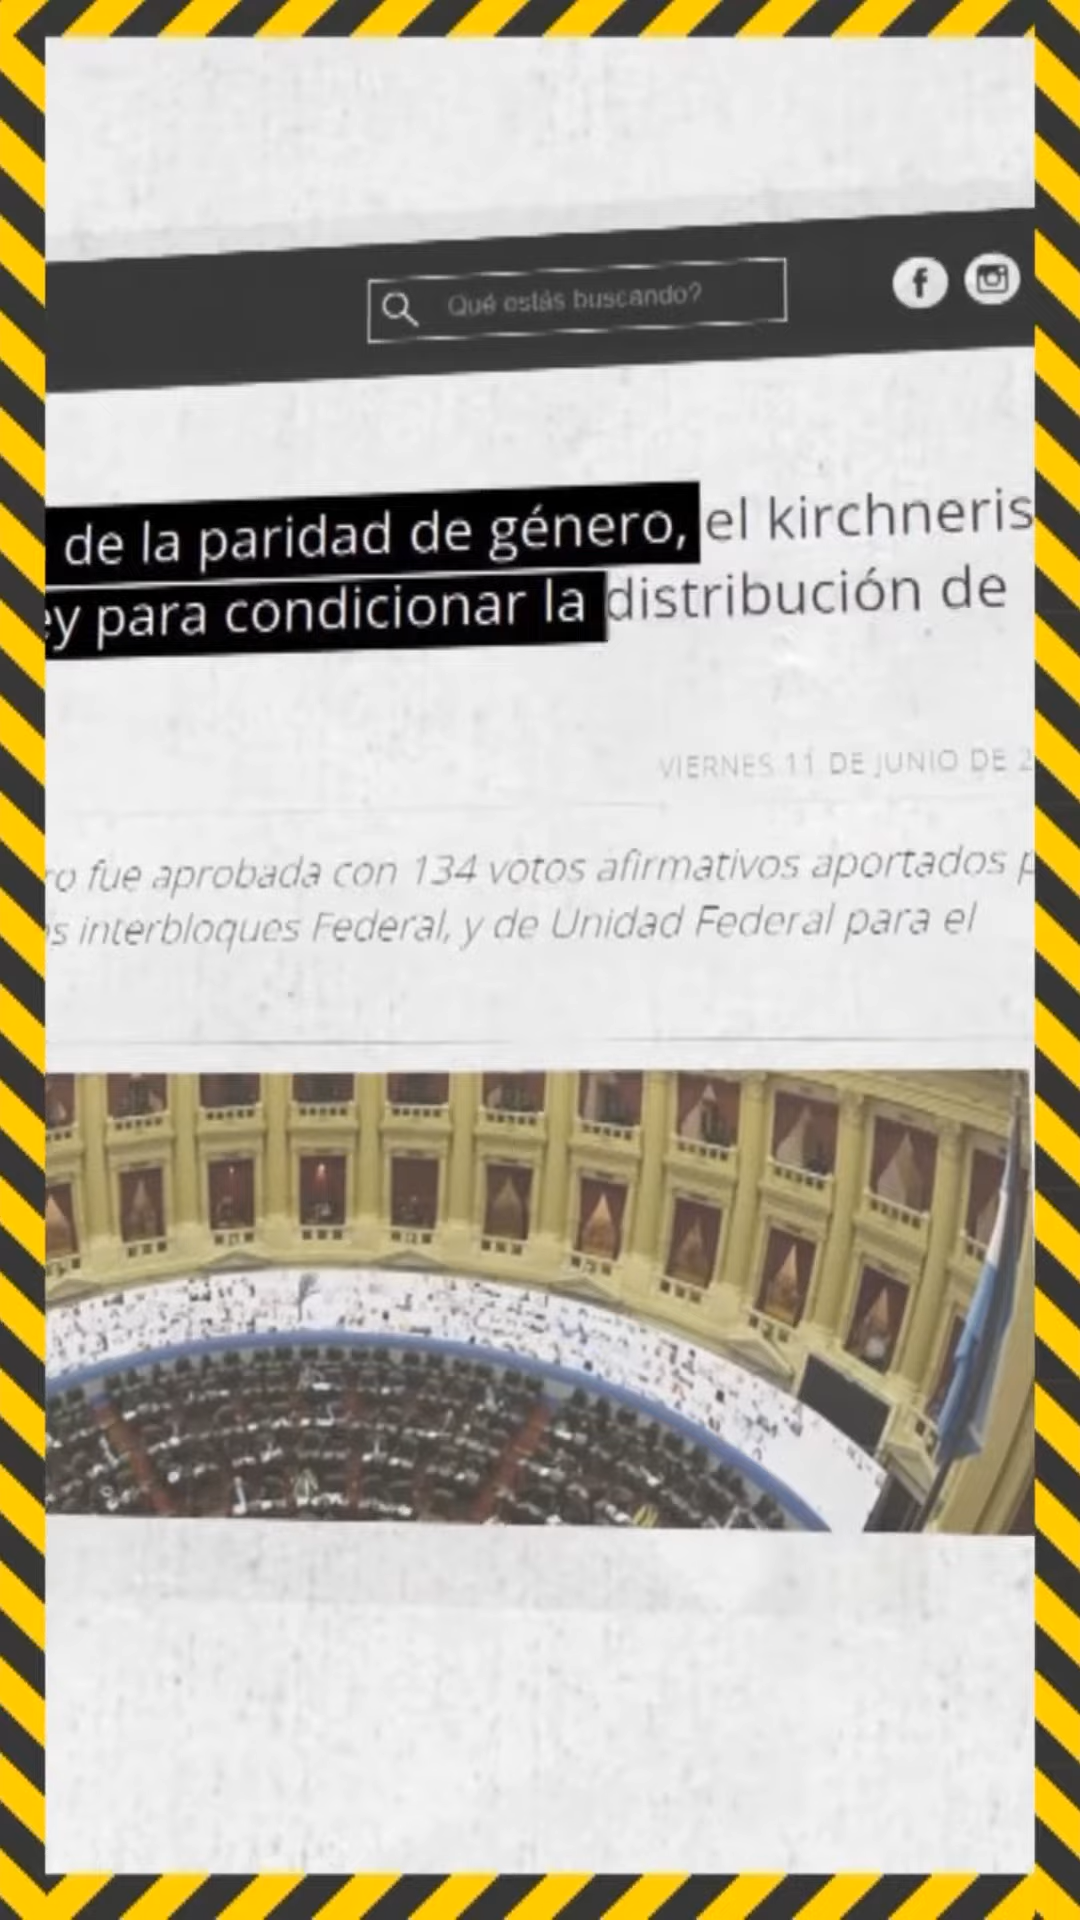 Qué estás buscando?
de la paridad de género, el kirchneris
ey para condicionar la distribución de
VIERNES 11 DE JUNIO DE 2
ro fue aprobada con 134 votos afirmativos aportados p
os interbloques Federal, y de Unidad Federal para el